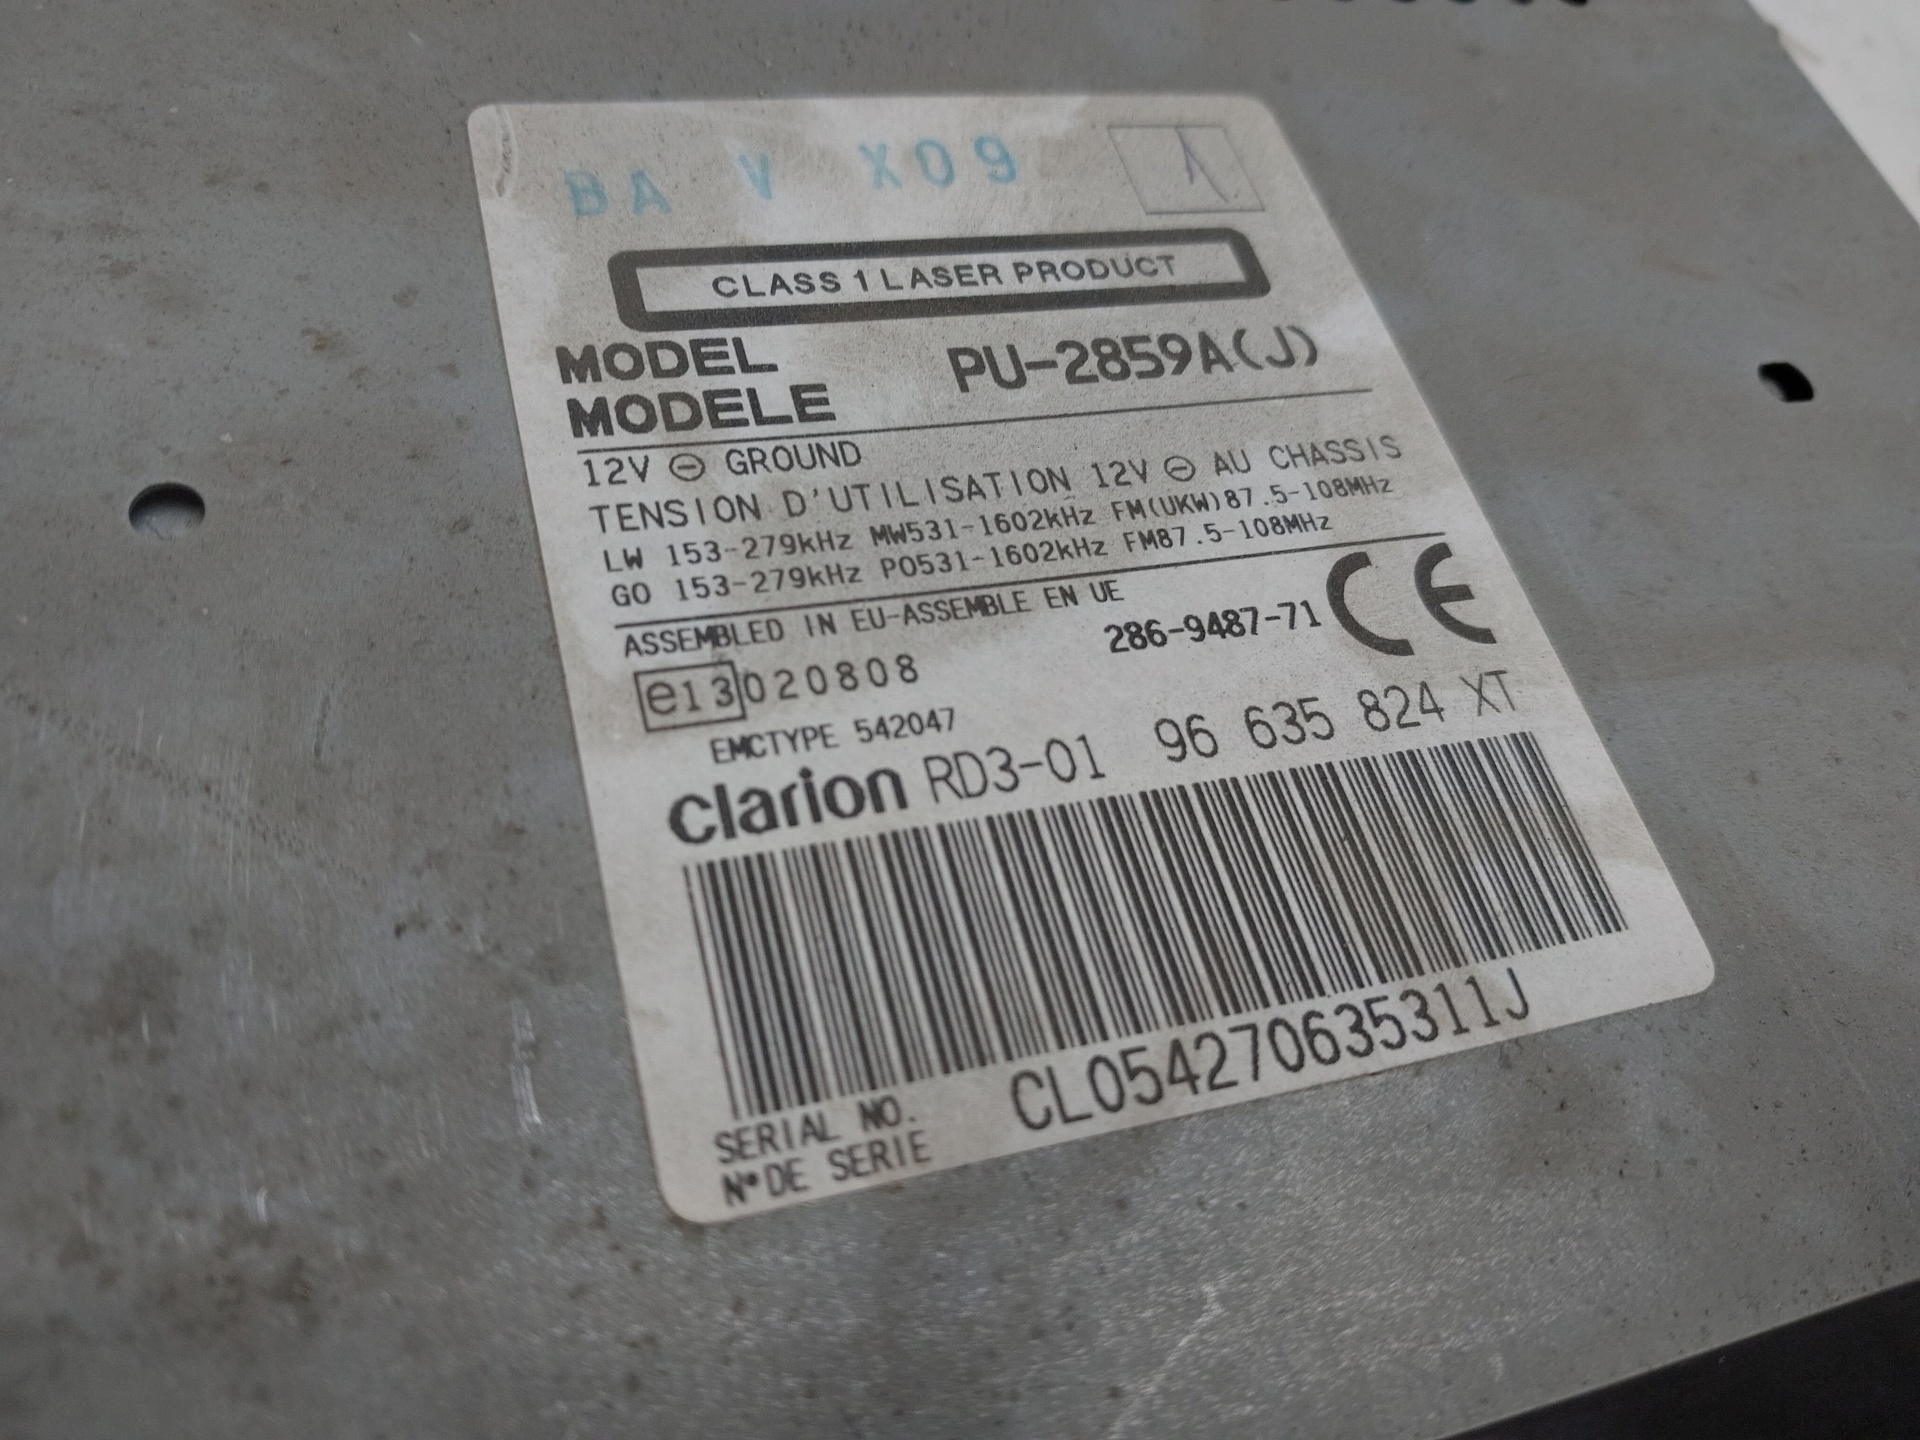 BA V X09
CLASS 1 LASER PRODUCT
MODEL
MODELE PU-2859A(J)
12V ⊖ GROUND
TENSION D'UTILISATION 12V ⊖ AU CHASSIS
LW 153-279kHz MW531-1602kHz FM(UKW)87.5-108MHz
GO 153-279kHz PO531-1602kHz FM87.5-108MHz
ASSEMBLED IN EU-ASSEMBLE EN UE
286-9487-71 CE
e13 020808
EMCTYPE 542047
clarion RD3-01 96 635 824 XT
CL054270635311J
SERIAL NO.
N° DE SERIE